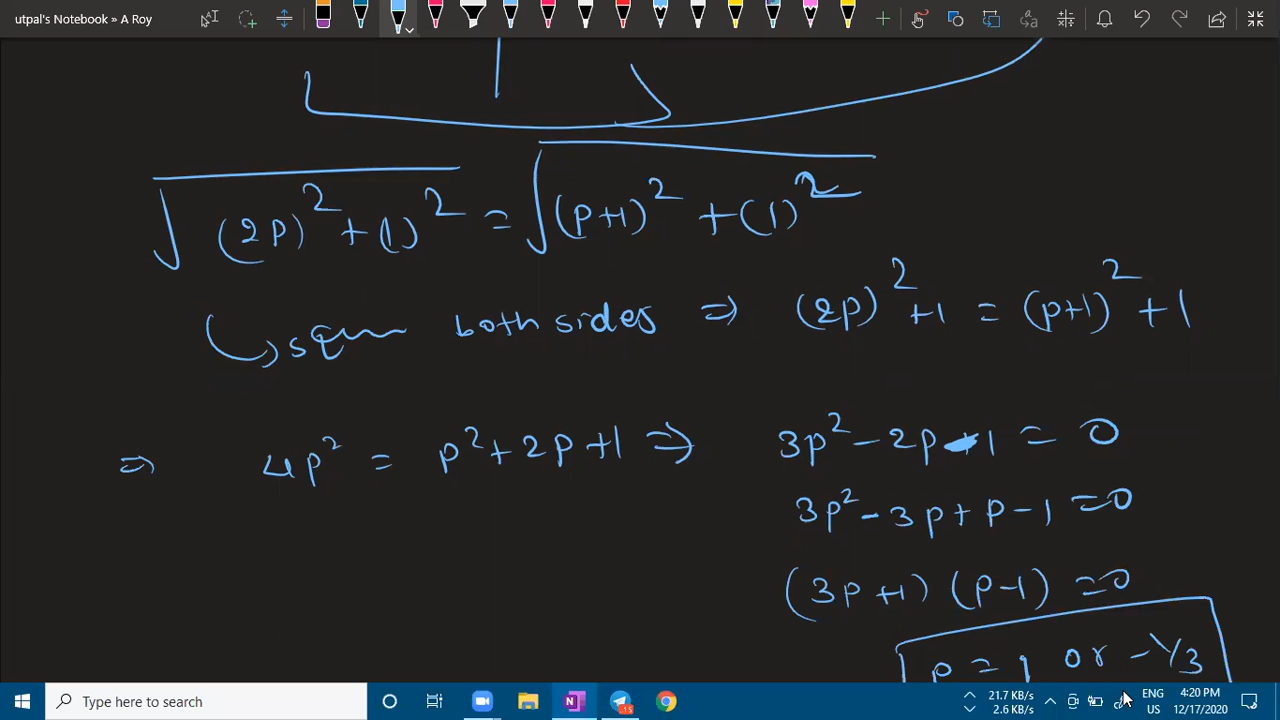 utpal's Notebook » A Roy
√(2p)² + (1)² = √(p+1)² + (1)²
both sides ⇒ (2p)² + 1 = (p+1)² + 1
⇒ 4p² = p² + 2p + 1 ⇒ 3p² - 2p - 1 = 0
3p² - 3p + p - 1 = 0
(3p + 1) (p - 1) = 0
p = 1 or -1/3
Type here to search
15
21.7 KB/s
2.6 KB/s
ENG
US
4:20 PM
12/17/2020